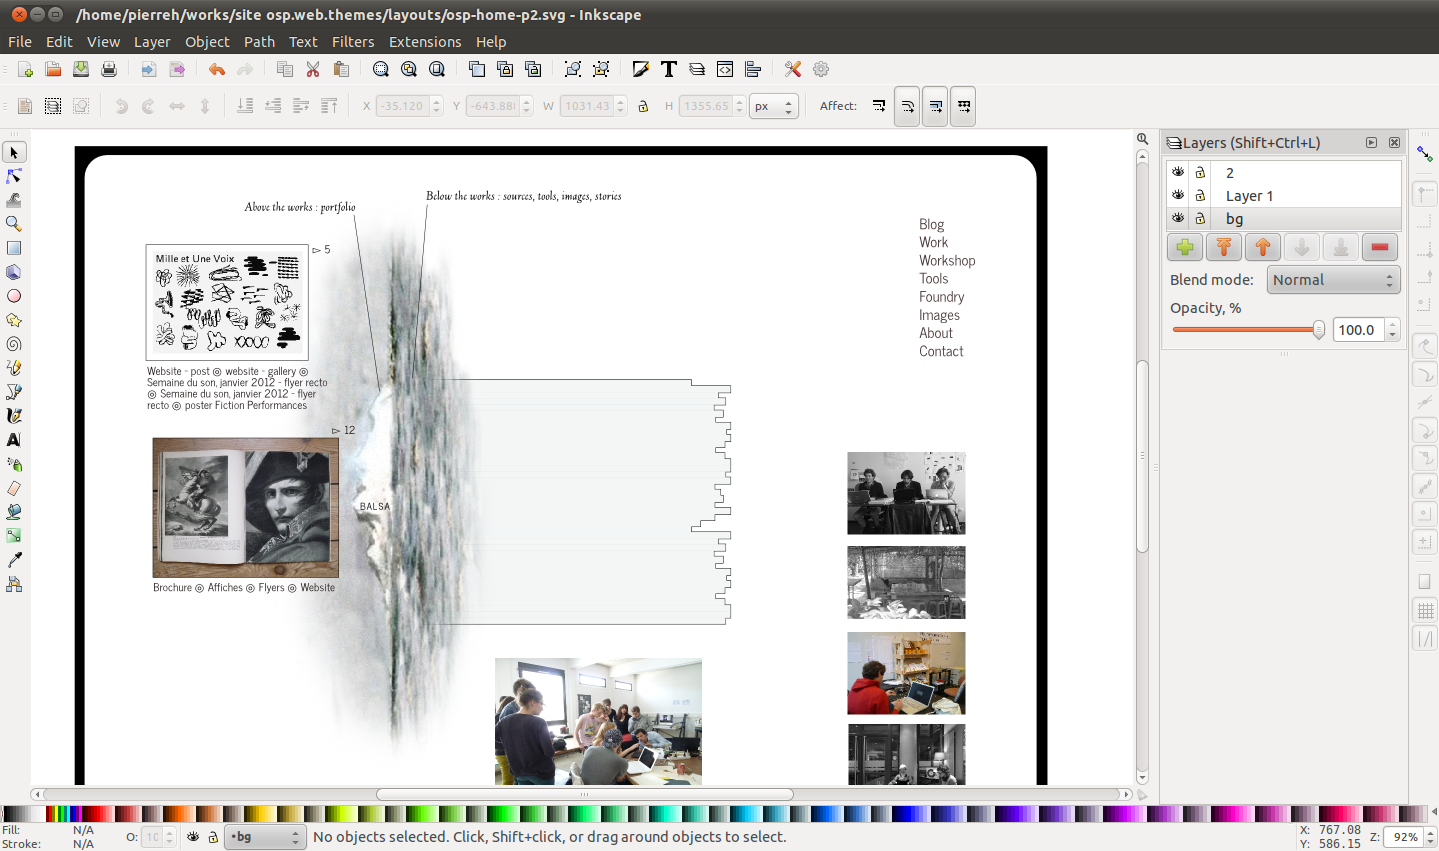 /home/pierreh/works/site osp.web.themes/layouts/osp-home-p2.svg - Inkscape
File Edit View Layer Object Path Text Filters Extensions Help
X -35.120 Y -643.88 W 1031.43 H 1355.65 px Affect:
Layers (Shift+Ctrl+L)
2
Layer 1
bg
Blend mode: Normal
Opacity, %
100.0
Above the works : portfolio
Below the works : sources, tools, images, stories
Blog
Work
Workshop
Tools
Foundry
Images
About
Contact
5
Mille et Une Voix
Website - post ◎ website - gallery ◎
Semaine du son, janvier 2012 - flyer recto
◎ Semaine du son, janvier 2012 - flyer
recto ◎ poster Fiction Performances
12
BALSA
Brochure ◎ Affiches ◎ Flyers ◎ Website
Fill: N/A
Stroke: N/A
O: 10
•bg
No objects selected. Click, Shift+click, or drag around objects to select.
X: 767.08
Y: 586.15
Z: 92%